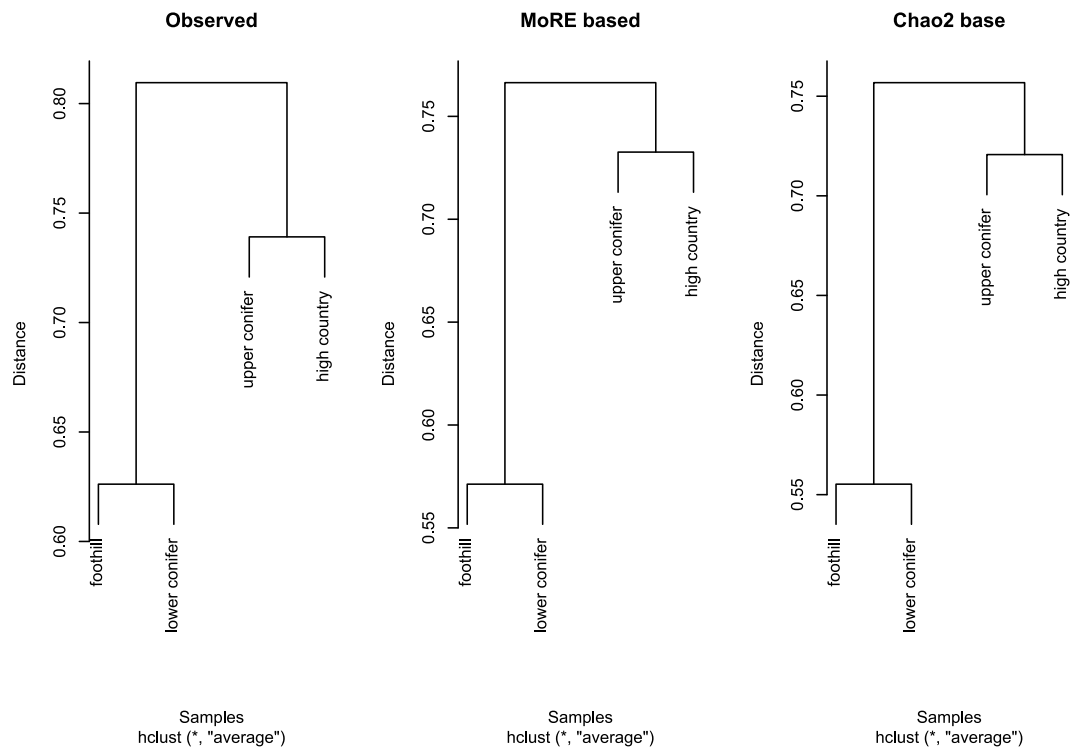 Observed
0.80
0.75
0.70
0.65
0.60
Distance
upper conifer
high country
foothill
lower conifer
Samples
hclust (*, "average")
MoRE based
0.75
0.70
0.65
0.60
0.55
Distance
upper conifer
high country
foothill
lower conifer
Samples
hclust (*, "average")
Chao2 base
0.75
0.70
0.65
0.60
0.55
Distance
upper conifer
high country
foothill
lower conifer
Samples
hclust (*, "average")